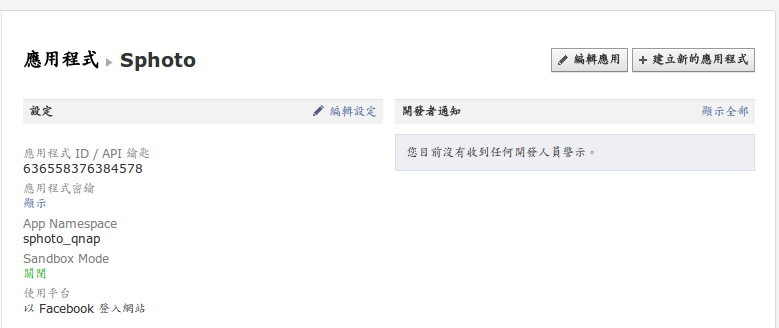 應用程式 ▸ Sphoto
編輯應用
+ 建立新的應用程式
設定
編輯設定
開發者通知
顯示全部
應用程式 ID / API 鑰匙
636558376384578
應用程式密鑰
顯示
App Namespace
sphoto_qnap
Sandbox Mode
關閉
使用平台
以 Facebook 登入網站
您目前沒有收到任何開發人員警示。